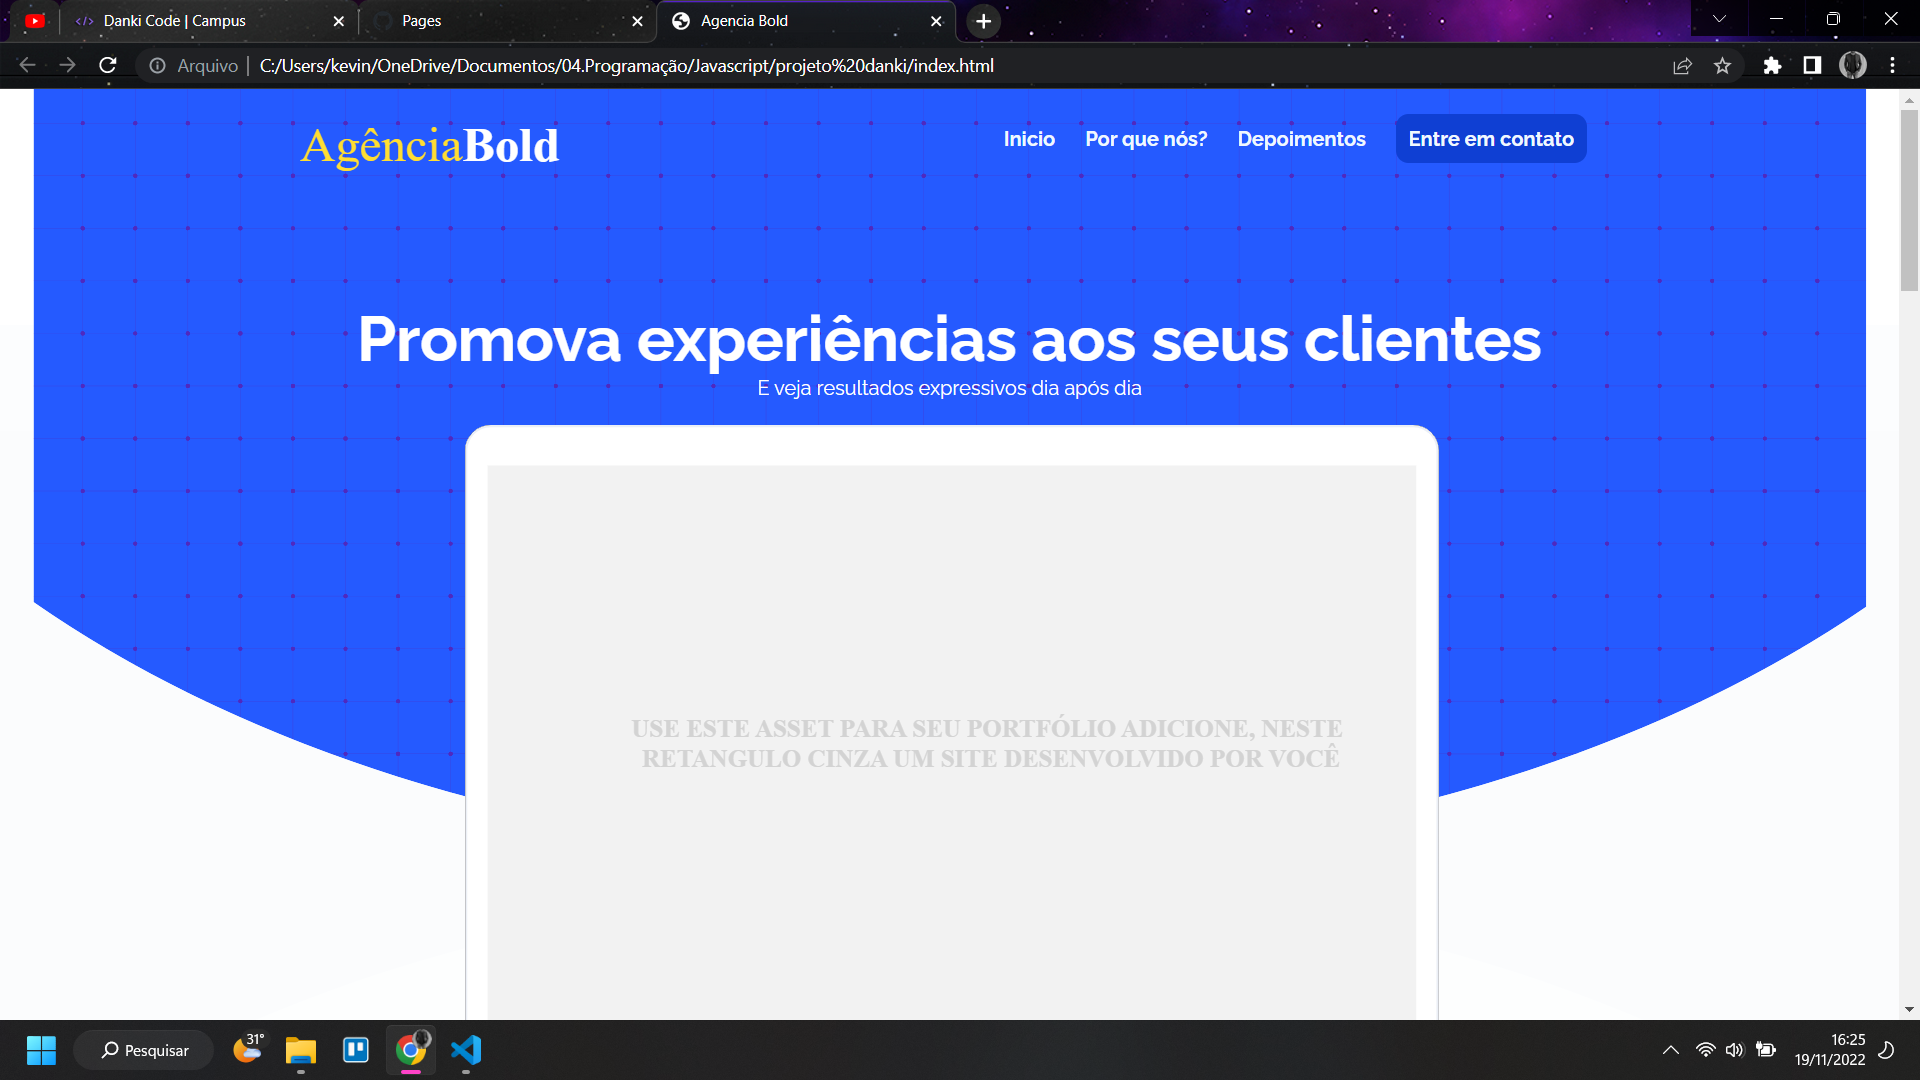 Danki Code | Campus
Pages
Agencia Bold
Arquivo
C:/Users/kevin/OneDrive/Documentos/04.Programação/Javascript/projeto%20danki/index.html
AgênciaBold
Inicio
Por que nós?
Depoimentos
Entre em contato
Promova experiências aos seus clientes
E veja resultados expressivos dia após dia
USE ESTE ASSET PARA SEU PORTFÓLIO ADICIONE, NESTE
RETANGULO CINZA UM SITE DESENVOLVIDO POR VOCÊ
Pesquisar
31°
16:25
19/11/2022